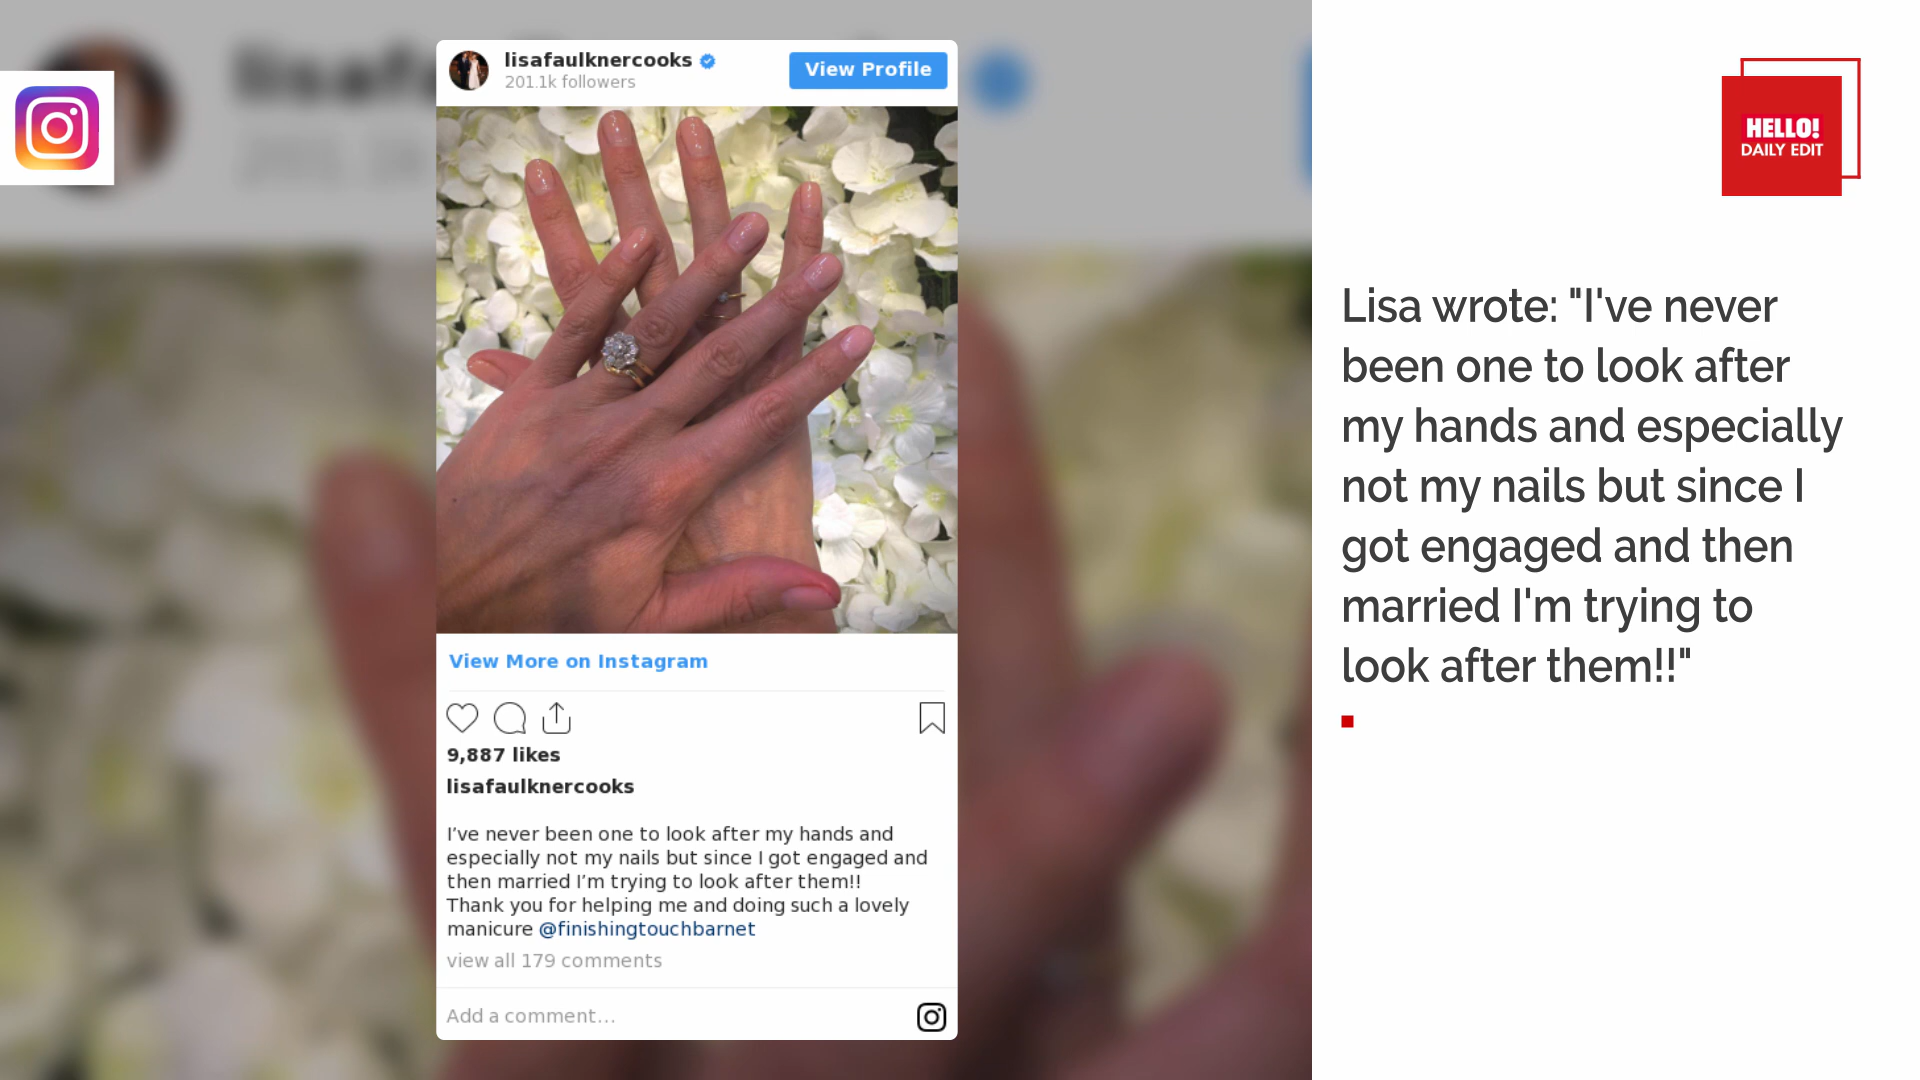 lisafaulknercooks
201.1k followers
View Profile
View More on Instagram
9,887 likes
lisafaulknercooks
I’ve never been one to look after my hands and
especially not my nails but since I got engaged and
then married I’m trying to look after them!!
Thank you for helping me and doing such a lovely
manicure @finishingtouchbarnet
view all 179 comments
Add a comment...
HELLO!
DAILY EDIT
Lisa wrote: "I've never
been one to look after
my hands and especially
not my nails but since I
got engaged and then
married I'm trying to
look after them!!"